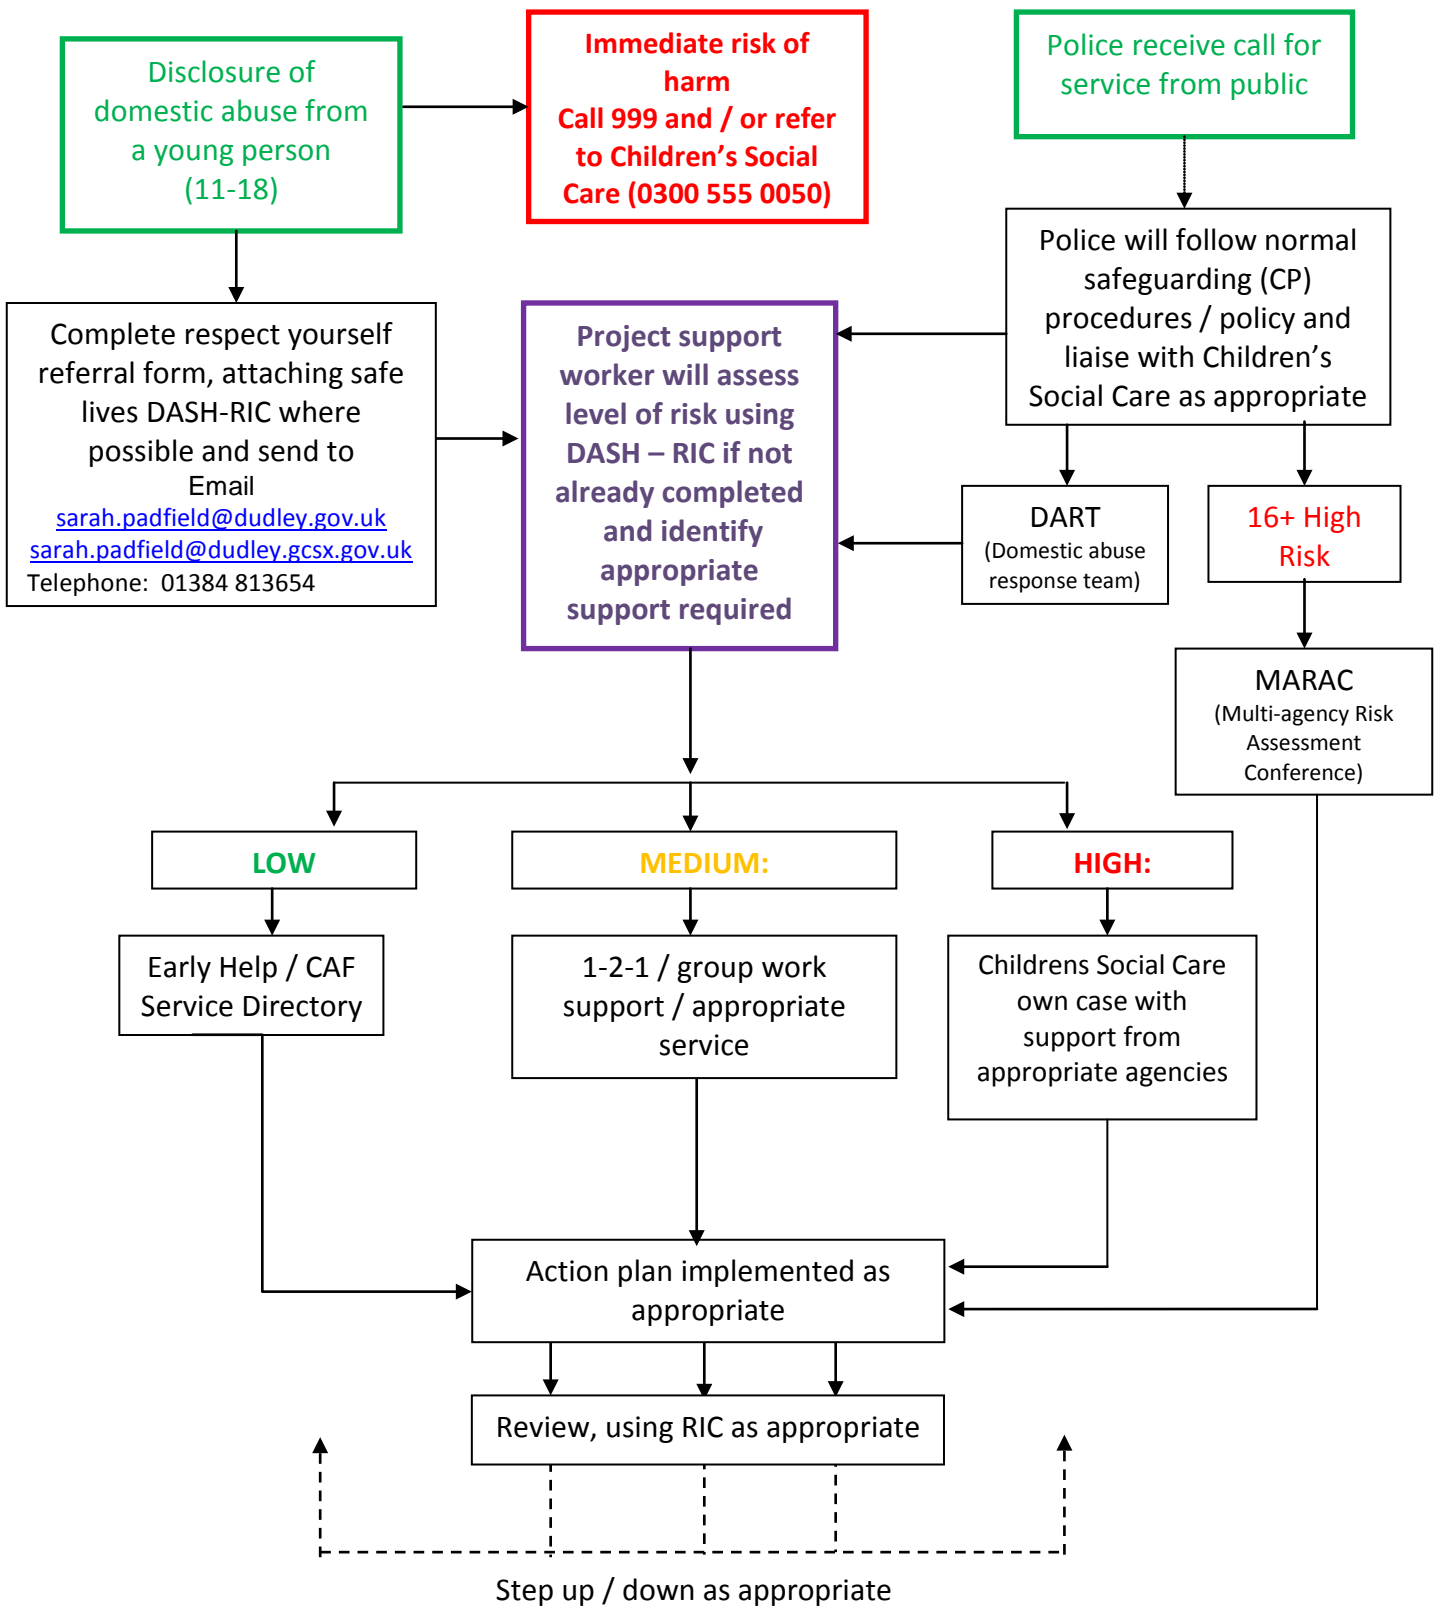 Disclosure of
domestic abuse from
a young person
(11-18)
Immediate risk of
harm
Call 999 and / or refer
to Children’s Social
Care (0300 555 0050)
Police receive call for
service from public
Police will follow normal
safeguarding (CP)
procedures / policy and
liaise with Children’s
Social Care as appropriate
Complete respect yourself
referral form, attaching safe
lives DASH-RIC where
possible and send to
Email
sarah.padfield@dudley.gov.uk
sarah.padfield@dudley.gcsx.gov.uk
Telephone:  01384 813654
Project support
worker will assess
level of risk using
DASH – RIC if not
already completed
and identify
appropriate
support required
DART
(Domestic abuse
response team)
16+ High
Risk
MARAC
(Multi-agency Risk
Assessment
Conference)
LOW
MEDIUM:
HIGH:
Early Help / CAF
Service Directory
1-2-1 / group work
support / appropriate
service
Childrens Social Care
own case with
support from
appropriate agencies
Action plan implemented as
appropriate
Review, using RIC as appropriate
Step up / down as appropriate